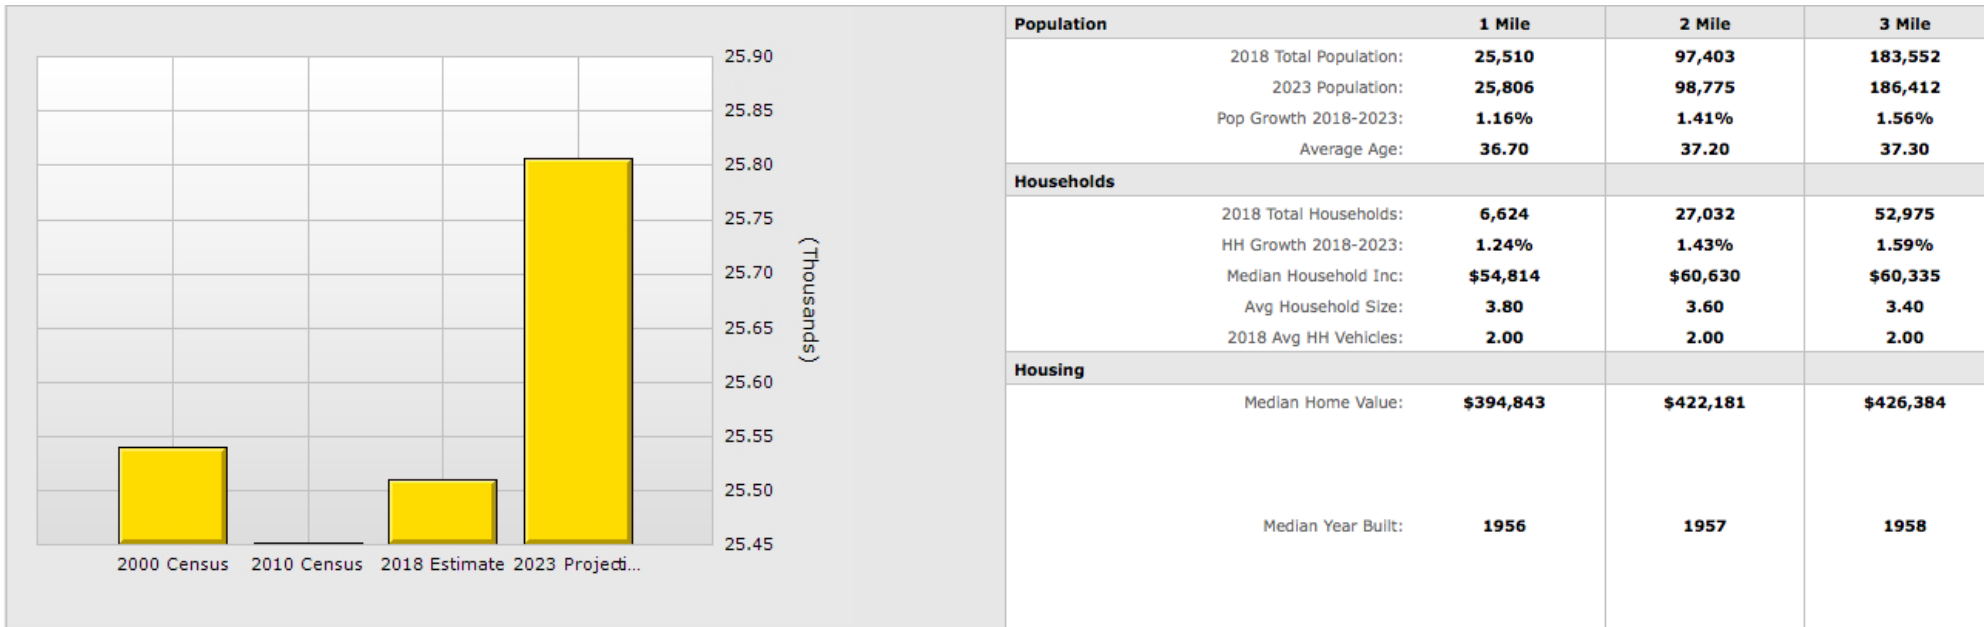 25.90
25.85
25.80
25.75
25.70
25.65
25.60
25.55
25.50
25.45
(Thousands)
2000 Census 2010 Census 2018 Estimate 2023 Projecti...
Population 1 Mile 2 Mile 3 Mile
2018 Total Population: 25,510 97,403 183,552
2023 Population: 25,806 98,775 186,412
Pop Growth 2018-2023: 1.16% 1.41% 1.56%
Average Age: 36.70 37.20 37.30
Households
2018 Total Households: 6,624 27,032 52,975
HH Growth 2018-2023: 1.24% 1.43% 1.59%
Median Household Inc: $54,814 $60,630 $60,335
Avg Household Size: 3.80 3.60 3.40
2018 Avg HH Vehicles: 2.00 2.00 2.00
Housing
Median Home Value: $394,843 $422,181 $426,384
Median Year Built: 1956 1957 1958